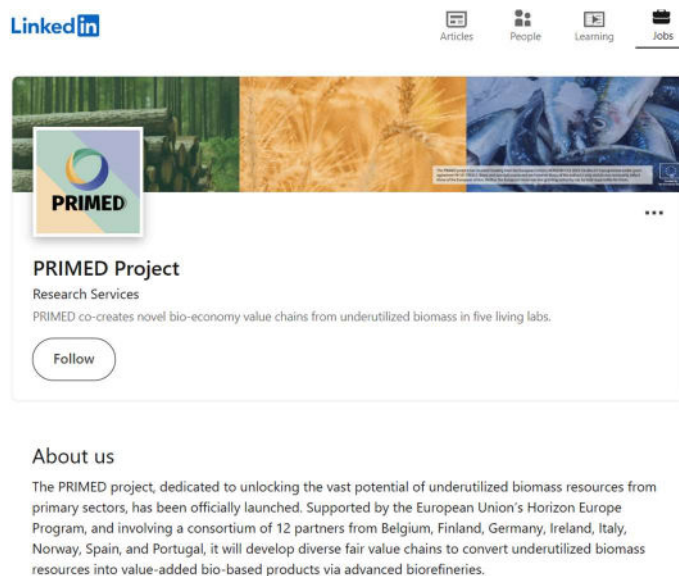 Linked in
Articles People Learning Jobs
PRIMED
PRIMED Project
Research Services
PRIMED co-creates novel bio-economy value chains from underutilized biomass in five living labs.
Follow
About us
The PRIMED project, dedicated to unlocking the vast potential of underutilized biomass resources from
primary sectors, has been officially launched. Supported by the European Union's Horizon Europe
Program, and involving a consortium of 12 partners from Belgium, Finland, Germany, Ireland, Italy,
Norway, Spain, and Portugal, it will develop diverse fair value chains to convert underutilized biomass
resources into value-added bio-based products via advanced biorefineries.